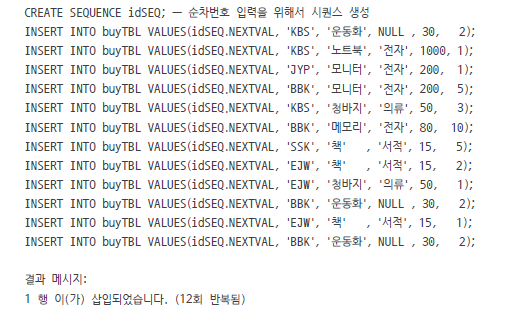 CREATE SEQUENCE idSEQ; — 순차번호 입력을 위해서 시퀀스 생성
INSERT INTO buyTBL VALUES(idSEQ.NEXTVAL, 'KBS', '운동화', NULL , 30,   2);
INSERT INTO buyTBL VALUES(idSEQ.NEXTVAL, 'KBS', '노트북', '전자', 1000, 1);
INSERT INTO buyTBL VALUES(idSEQ.NEXTVAL, 'JYP', '모니터', '전자', 200,  1);
INSERT INTO buyTBL VALUES(idSEQ.NEXTVAL, 'BBK', '모니터', '전자', 200,  5);
INSERT INTO buyTBL VALUES(idSEQ.NEXTVAL, 'KBS', '청바지', '의류', 50,   3);
INSERT INTO buyTBL VALUES(idSEQ.NEXTVAL, 'BBK', '메모리', '전자', 80,  10);
INSERT INTO buyTBL VALUES(idSEQ.NEXTVAL, 'SSK', '책'   , '서적', 15,   5);
INSERT INTO buyTBL VALUES(idSEQ.NEXTVAL, 'EJW', '책'   , '서적', 15,   2);
INSERT INTO buyTBL VALUES(idSEQ.NEXTVAL, 'EJW', '청바지', '의류', 50,   1);
INSERT INTO buyTBL VALUES(idSEQ.NEXTVAL, 'BBK', '운동화', NULL , 30,   2);
INSERT INTO buyTBL VALUES(idSEQ.NEXTVAL, 'EJW', '책'   , '서적', 15,   1);
INSERT INTO buyTBL VALUES(idSEQ.NEXTVAL, 'BBK', '운동화', NULL , 30,   2);
결과 메시지:
1 행 이(가) 삽입되었습니다. (12회 반복됨)